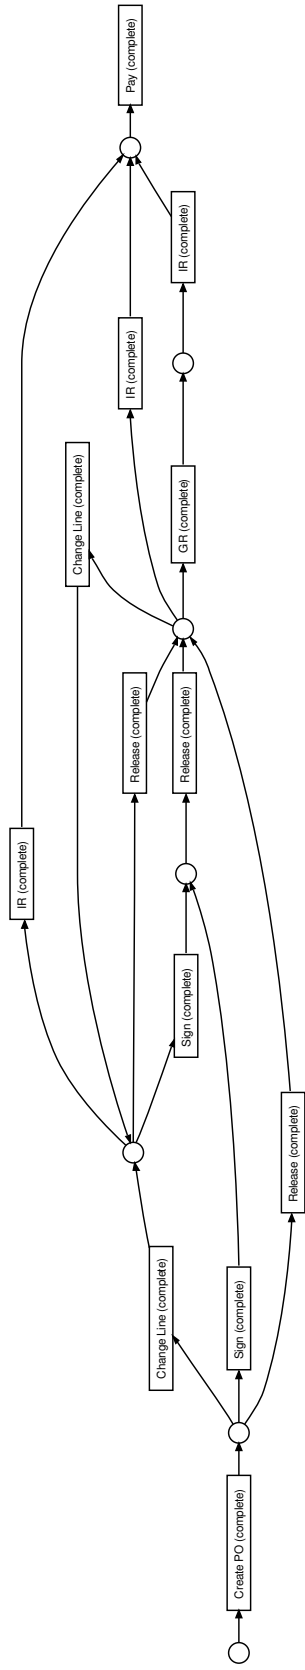 Pay (complete)
IR (complete)
IR (complete)
Change Line (complete)
GR (complete)
Release (complete)
Release (complete)
IR (complete)
Sign (complete)
Release (complete)
Change Line (complete)
Sign (complete)
Create PO (complete)